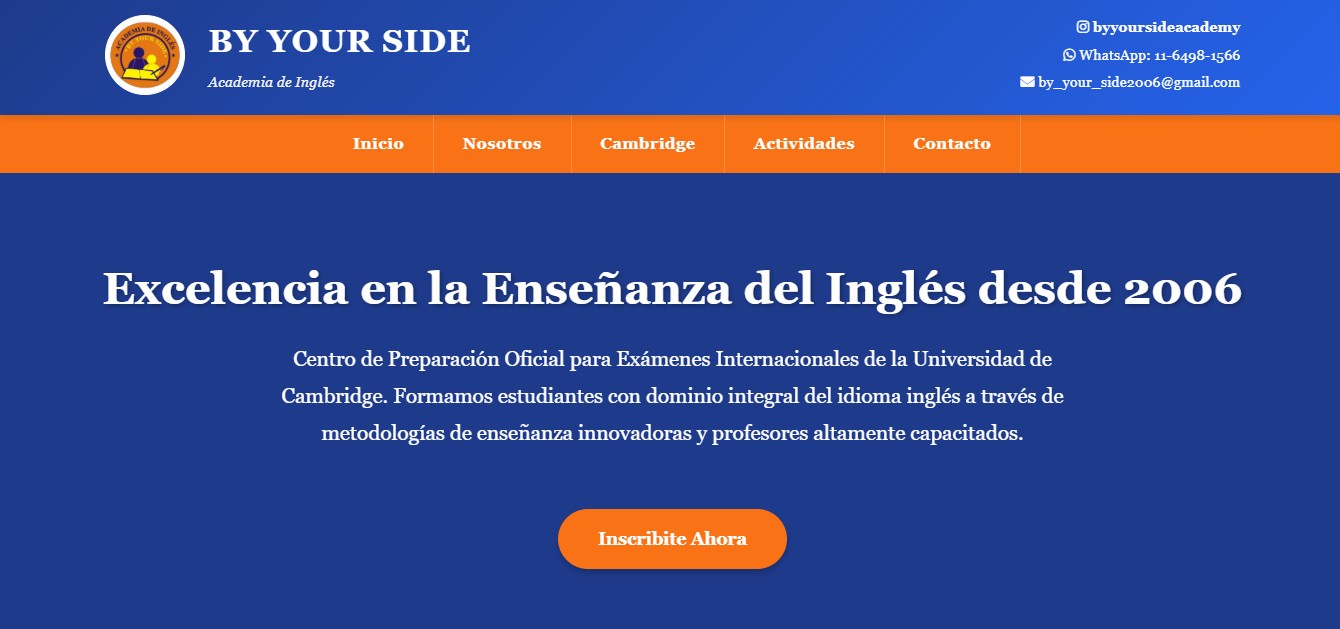 ACADEMIA DE INGLÉS
BY YOUR SIDE
BY YOUR SIDE
Academia de Inglés
byyoursideacademy
WhatsApp: 11-6498-1566
by_your_side2006@gmail.com
Inicio
Nosotros
Cambridge
Actividades
Contacto
Excelencia en la Enseñanza del Inglés desde 2006
Centro de Preparación Oficial para Exámenes Internacionales de la Universidad de
Cambridge. Formamos estudiantes con dominio integral del idioma inglés a través de
metodologías de enseñanza innovadoras y profesores altamente capacitados.
Inscribite Ahora